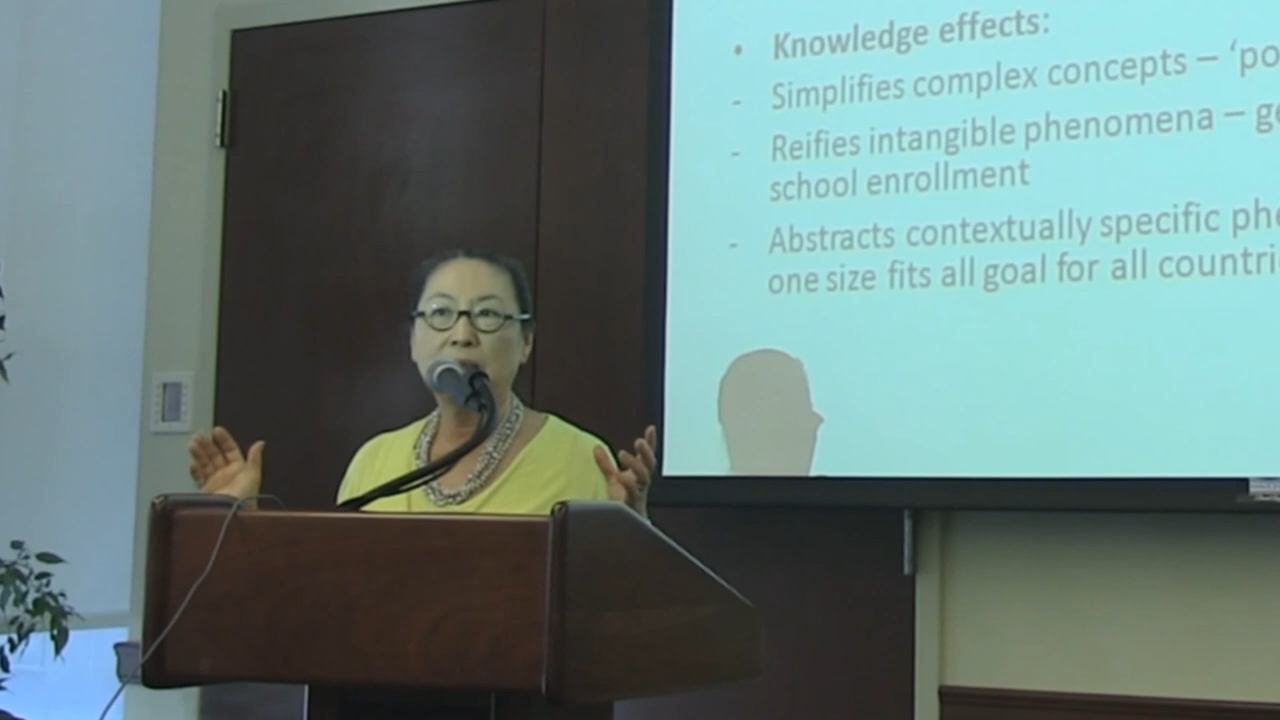 • Knowledge effects:
- Simplifies complex concepts – ‘po
- Reifies intangible phenomena – ge
school enrollment
- Abstracts contextually specific phe
one size fits all goal for all countri